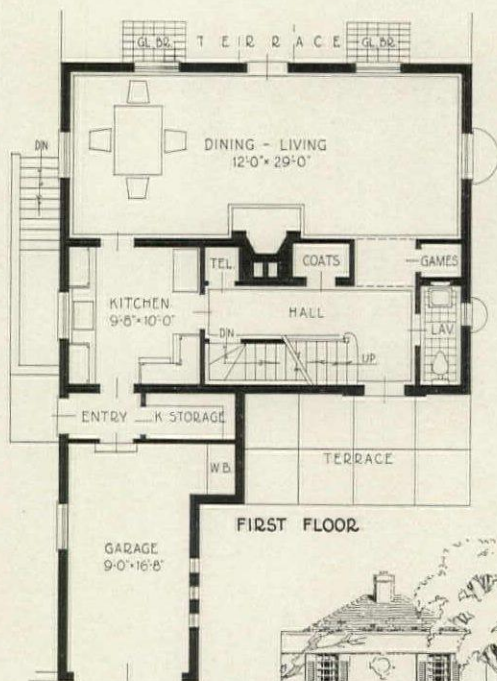 GL. BR. TERRACE GL. BR.
DN
DINING - LIVING
12'-0" × 29'-0"
TEL. COATS GAMES
KITCHEN
9'-8" × 10'-0"
HALL
LAV.
DN
UP
ENTRY K. STORAGE
W.B.
TERRACE
FIRST FLOOR
GARAGE
9'-0" × 16'-8"